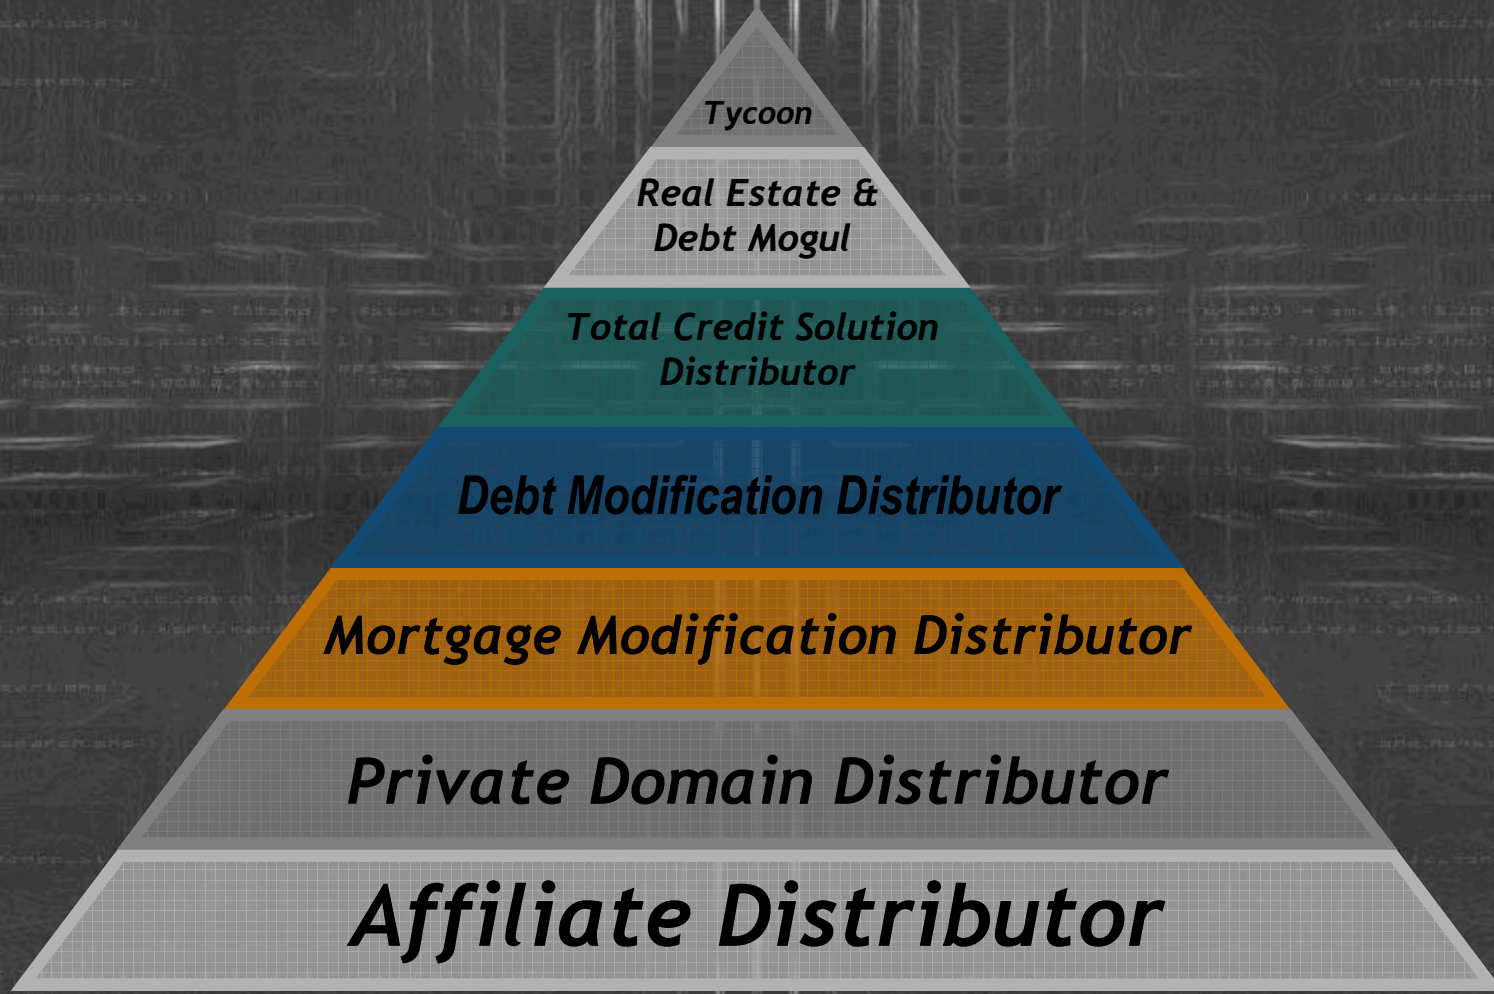 Tycoon
Real Estate &
Debt Mogul
Total Credit Solution
Distributor
Debt Modification Distributor
Mortgage Modification Distributor
Private Domain Distributor
Affiliate Distributor